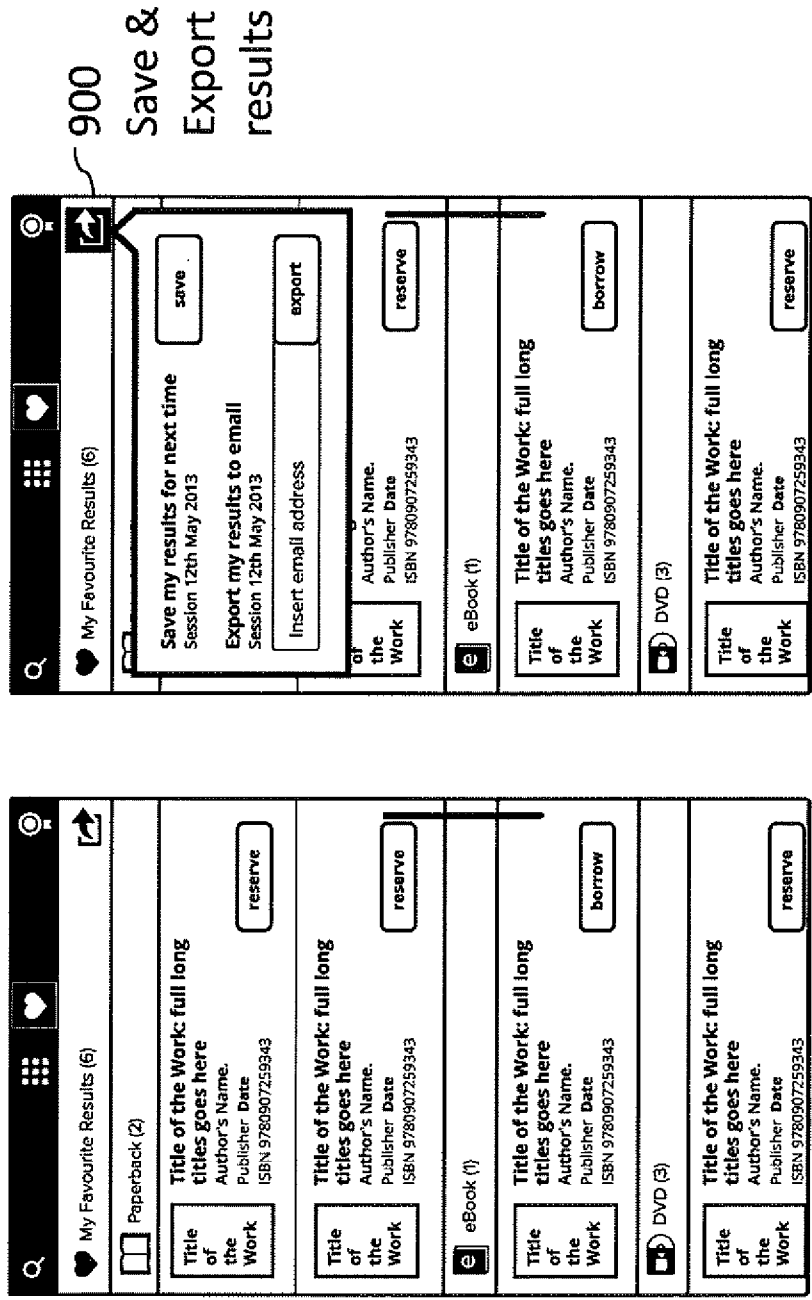 My Favourite Results (6)
Paperback (2)
Title
of
the
Work
Title of the Work: full long
titles goes here
Author's Name.
Publisher Date
ISBN 9780907259343
reserve
Title
of
the
Work
Title of the Work: full long
titles goes here
Author's Name.
Publisher Date
ISBN 9780907259343
reserve
e eBook (1)
Title
of
the
Work
Title of the Work: full long
titles goes here
Author's Name.
Publisher Date
ISBN 9780907259343
borrow
DVD (3)
Title
of
the
Work
Title of the Work: full long
titles goes here
Author's Name.
Publisher Date
ISBN 9780907259343
reserve
My Favourite Results (6)
Save my results for next time
Session 12th May 2013
save
Export my results to email
Session 12th May 2013
Insert email address
export
of
the
Work
Author's Name.
Publisher Date
ISBN 9780907259343
reserve
e eBook (1)
Title
of
the
Work
Title of the Work: full long
titles goes here
Author's Name.
Publisher Date
ISBN 9780907259343
borrow
DVD (3)
Title
of
the
Work
Title of the Work: full long
titles goes here
Author's Name.
Publisher Date
ISBN 9780907259343
reserve
900
Save &
Export
results